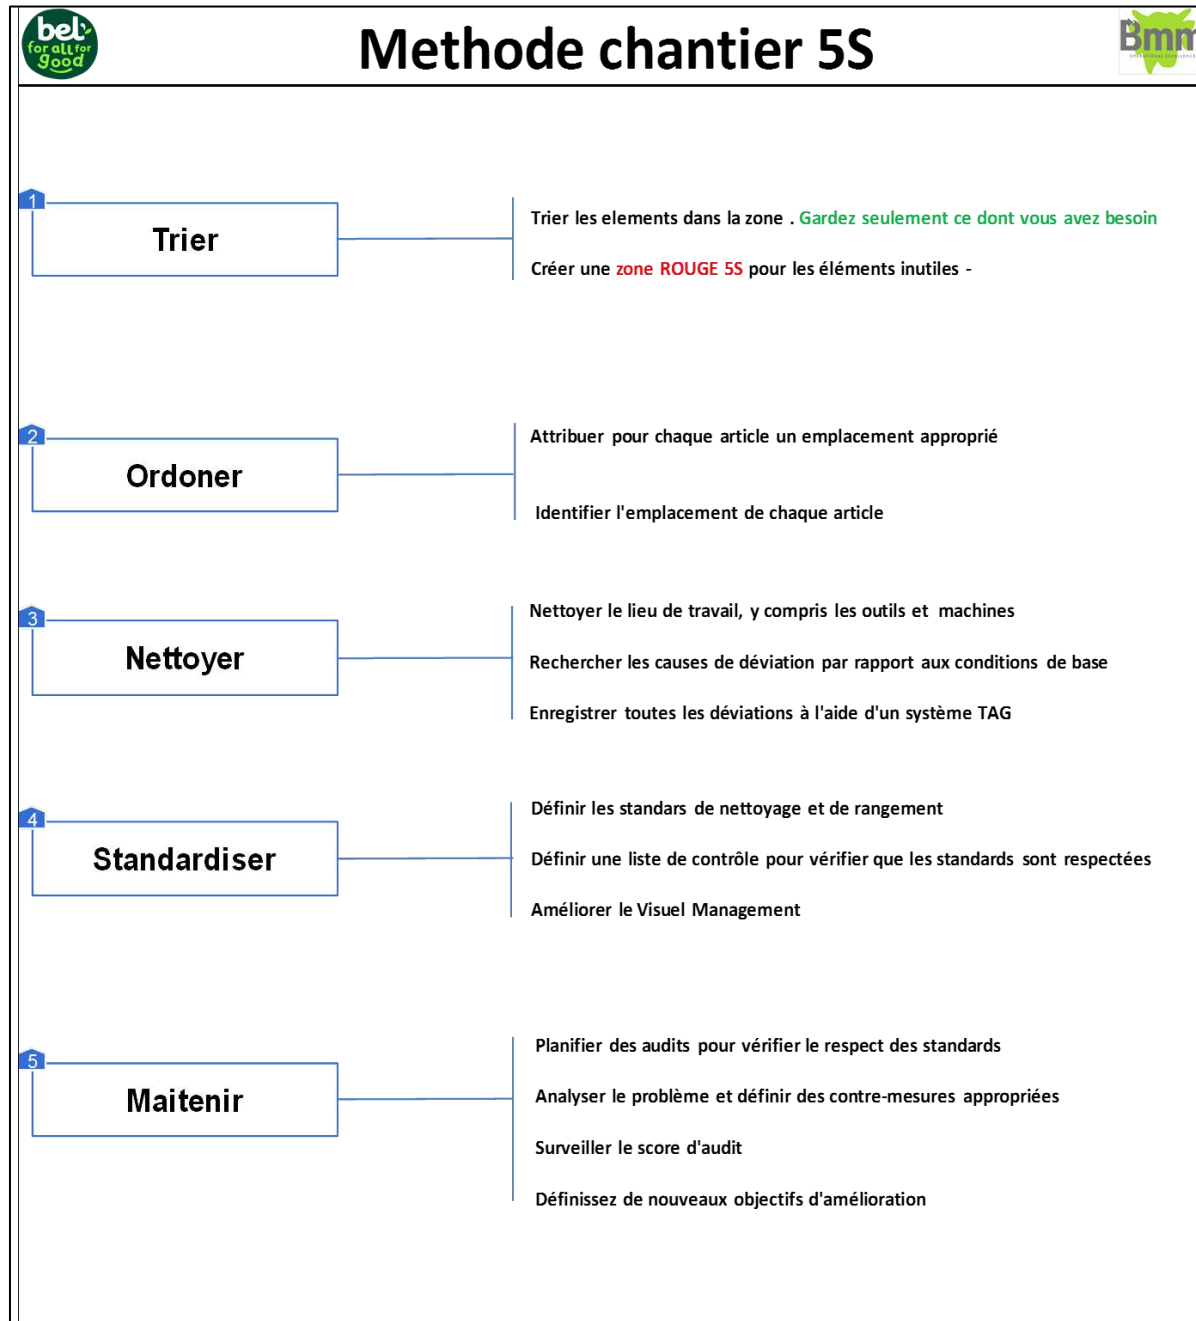 bel
for all for
good
Methode chantier 5S
Bmm
OPERATIONAL EXCELLENCE
1
Trier
Trier les elements dans la zone . Gardez seulement ce dont vous avez besoin
Créer une zone ROUGE 5S pour les éléments inutiles -
2
Ordoner
Attribuer pour chaque article un emplacement approprié
Identifier l'emplacement de chaque article
3
Nettoyer
Nettoyer le lieu de travail, y compris les outils et machines
Rechercher les causes de déviation par rapport aux conditions de base
Enregistrer toutes les déviations à l'aide d'un système TAG
4
Standardiser
Définir les standars de nettoyage et de rangement
Définir une liste de contrôle pour vérifier que les standards sont respectées
Améliorer le Visuel Management
5
Maitenir
Planifier des audits pour vérifier le respect des standards
Analyser le problème et définir des contre-mesures appropriées
Surveiller le score d'audit
Définissez de nouveaux objectifs d'amélioration